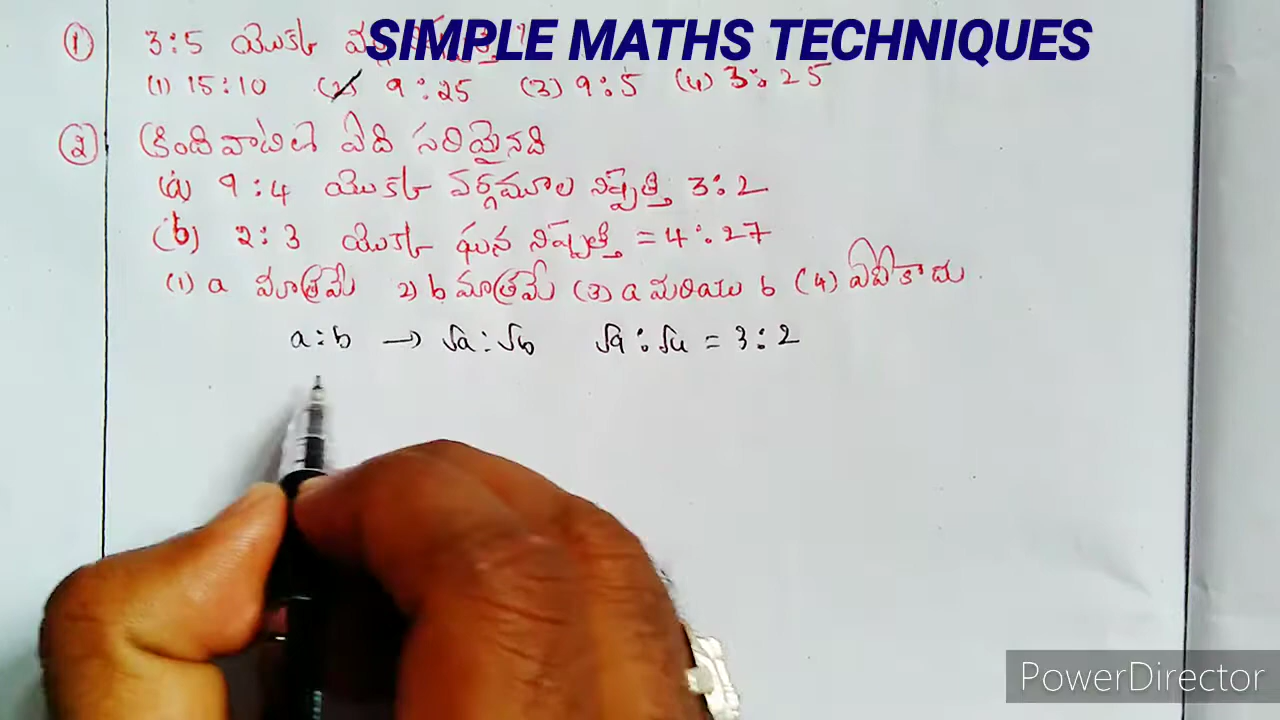 SIMPLE MATHS TECHNIQUES
① 3:5 యొక్క
(1) 15:10 (2) 9:25 (3) 9:5 (4) 3:25
② క్రింది వాటిలో ఏది సరియైనది
(a) 9:4 యొక్క వర్గమూల నిష్పత్తి 3:2
(b) 2:3 యొక్క ఘన నిష్పత్తి = 4:27
(1) a మాత్రమే 2) b మాత్రమే (3) a మరియు b (4) ఏవీకాదు
a:b → √a:√b √9:√4 = 3:2
PowerDirector